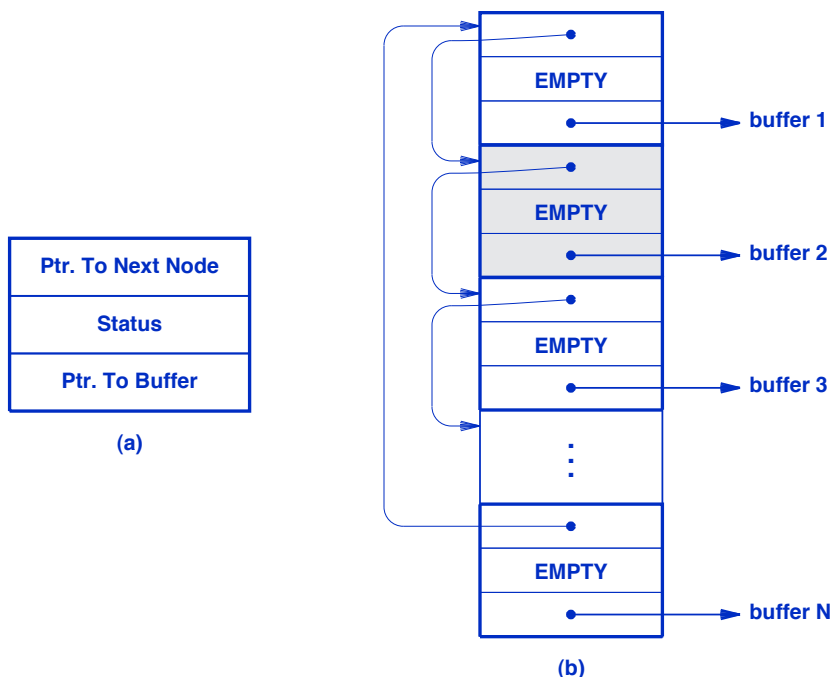 Ptr. To Next Node
Status
Ptr. To Buffer
(a)
EMPTY
buffer 1
EMPTY
buffer 2
EMPTY
buffer 3
EMPTY
buffer N
(b)